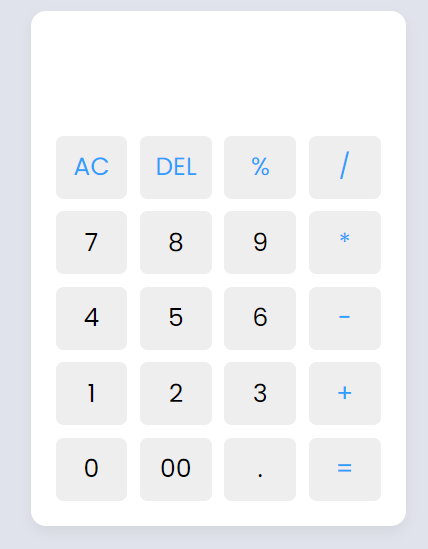 AC DEL % /
7 8 9 *
4 5 6 -
1 2 3 +
0 00 . =